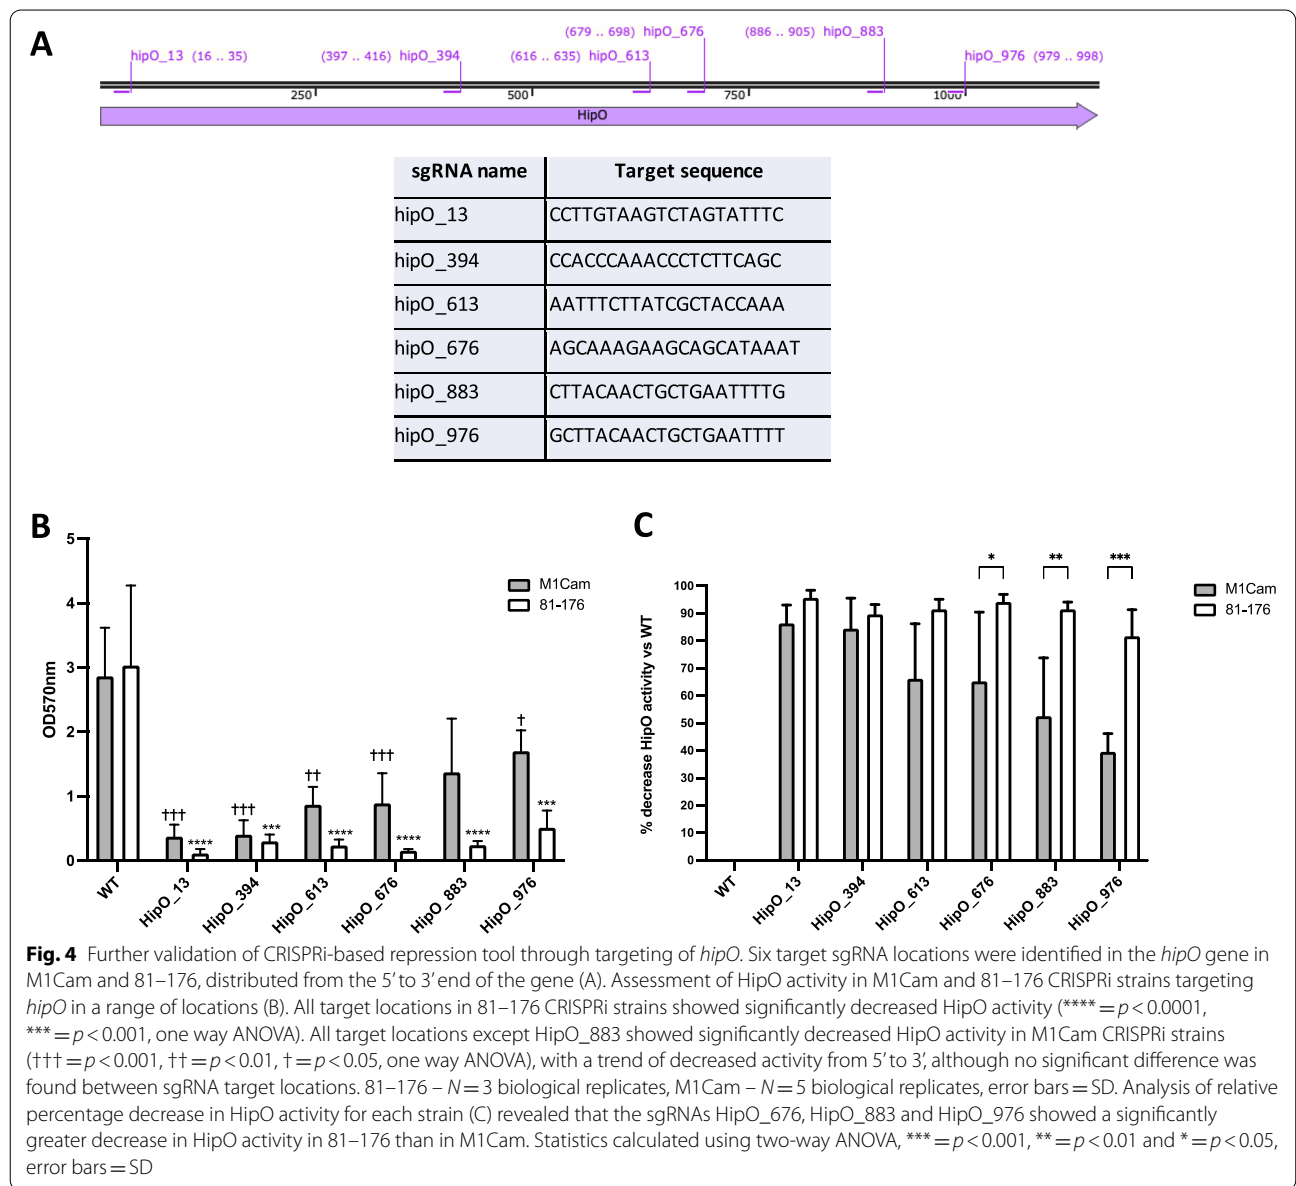 A
(679 .. 698) hipO_676 (886 .. 905) hipO_883
hipO_13 (16 .. 35) (397 .. 416) hipO_394 (616 .. 635) hipO_613 hipO_976 (979 .. 998)
250 500 750 1000
HipO
sgRNA name Target sequence
hipO_13 CCTTGTAAGTCTAGTATTTC
hipO_394 CCACCCAAACCCTCTTCAGC
hipO_613 AATTTCTTATCGCTACCAAA
hipO_676 AGCAAAGAAGCAGCATAAAT
hipO_883 CTTACAACTGCTGAATTTTG
hipO_976 GCTTACAACTGCTGAATTTT
B
OD570nm
5
4
3
2
1
0
M1Cam
81-176
††† **** ††† *** †† **** ††† **** **** † ***
WT HipO_13 HipO_394 HipO_613 HipO_676 HipO_883 HipO_976
C
% decrease HipO activity vs WT
100
90
80
70
60
50
40
30
20
10
0
* ** ***
M1Cam
81-176
WT HipO_13 HipO_394 HipO_613 HipO_676 HipO_883 HipO_976
Fig. 4 Further validation of CRISPRi-based repression tool through targeting of hipO. Six target sgRNA locations were identified in the hipO gene in
M1Cam and 81–176, distributed from the 5′ to 3′ end of the gene (A). Assessment of HipO activity in M1Cam and 81–176 CRISPRi strains targeting
hipO in a range of locations (B). All target locations in 81–176 CRISPRi strains showed significantly decreased HipO activity (**** = p < 0.0001,
*** = p < 0.001, one way ANOVA). All target locations except HipO_883 showed significantly decreased HipO activity in M1Cam CRISPRi strains
(††† = p < 0.001, †† = p < 0.01, † = p < 0.05, one way ANOVA), with a trend of decreased activity from 5′ to 3′, although no significant difference was
found between sgRNA target locations. 81–176 – N = 3 biological replicates, M1Cam – N = 5 biological replicates, error bars = SD. Analysis of relative
percentage decrease in HipO activity for each strain (C) revealed that the sgRNAs HipO_676, HipO_883 and HipO_976 showed a significantly
greater decrease in HipO activity in 81–176 than in M1Cam. Statistics calculated using two-way ANOVA, *** = p < 0.001, ** = p < 0.01 and * = p < 0.05,
error bars = SD